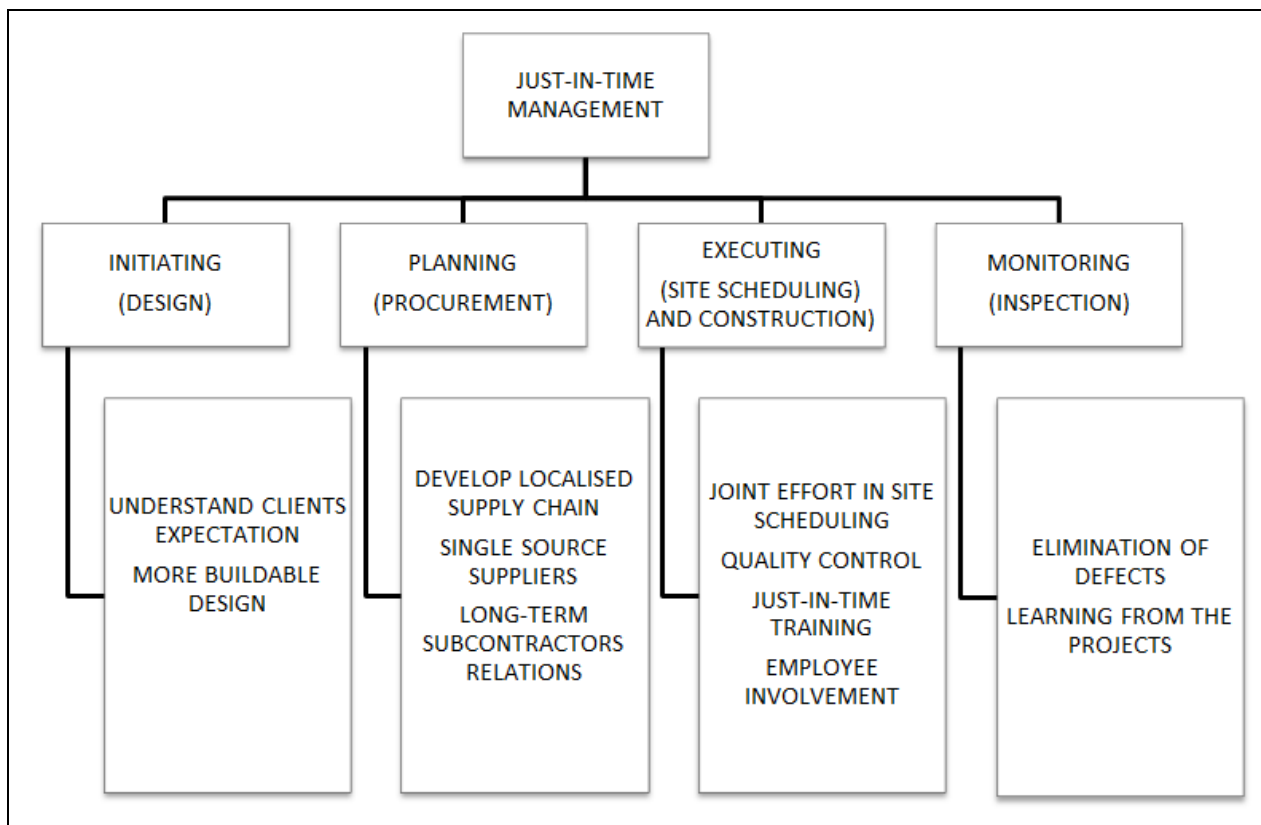 JUST-IN-TIME
MANAGEMENT
INITIATING
(DESIGN)
PLANNING
(PROCUREMENT)
EXECUTING
(SITE SCHEDULING)
AND CONSTRUCTION)
MONITORING
(INSPECTION)
UNDERSTAND CLIENTS
EXPECTATION
MORE BUILDABLE
DESIGN
DEVELOP LOCALISED
SUPPLY CHAIN
SINGLE SOURCE
SUPPLIERS
LONG-TERM
SUBCONTRACTORS
RELATIONS
JOINT EFFORT IN SITE
SCHEDULING
QUALITY CONTROL
JUST-IN-TIME
TRAINING
EMPLOYEE
INVOLVEMENT
ELIMINATION OF
DEFECTS
LEARNING FROM THE
PROJECTS